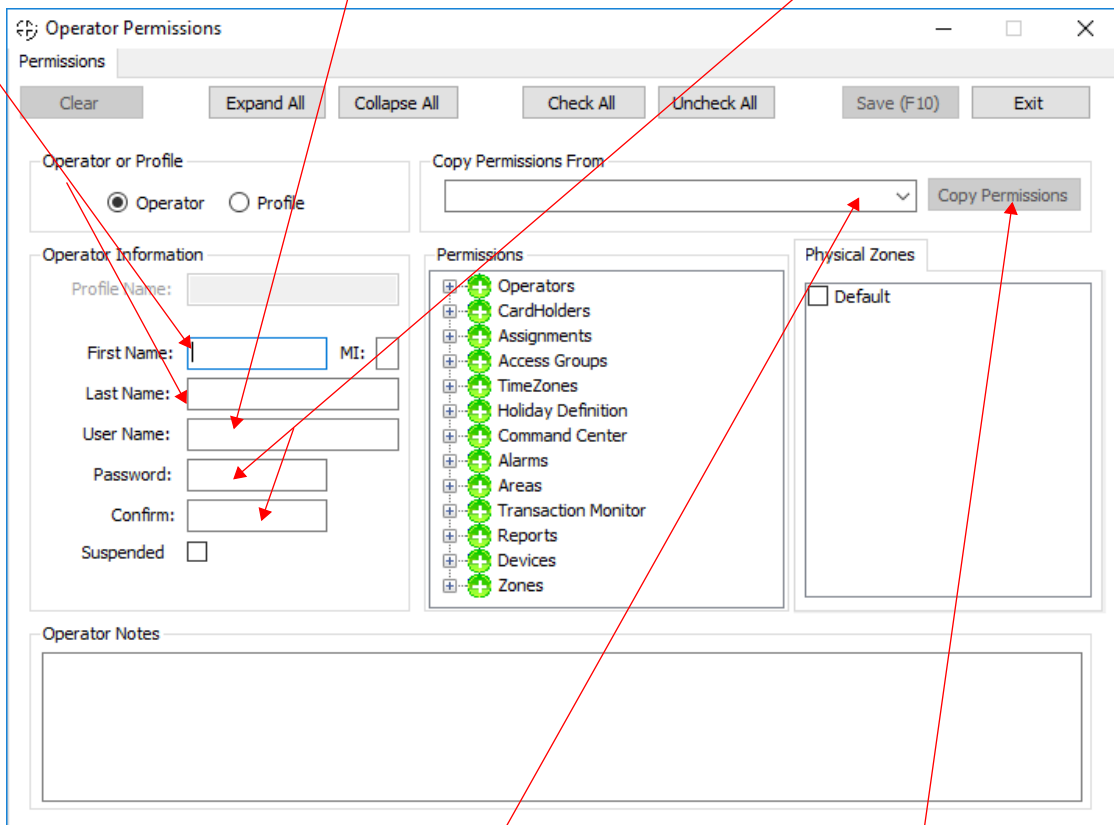 Operator Permissions
Permissions
Clear Expand All Collapse All Check All Uncheck All Save (F10) Exit
Operator or Profile
Operator Profile
Copy Permissions From
Copy Permissions
Operator Information
Profile Name:
First Name: MI:
Last Name:
User Name:
Password:
Confirm:
Suspended
Permissions
Operators
CardHolders
Assignments
Access Groups
TimeZones
Holiday Definition
Command Center
Alarms
Areas
Transaction Monitor
Reports
Devices
Zones
Physical Zones
Default
Operator Notes